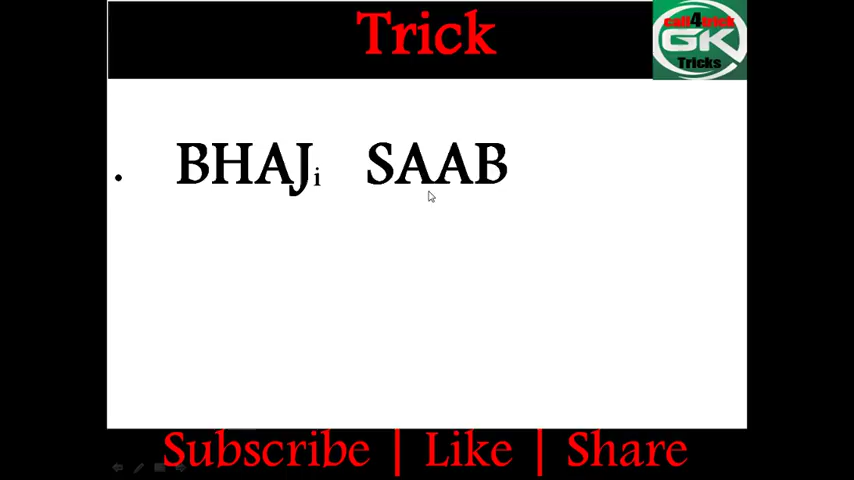 Trick
call4trick
GK
Tricks
. BHAJi SAAB
Subscribe | Like | Share